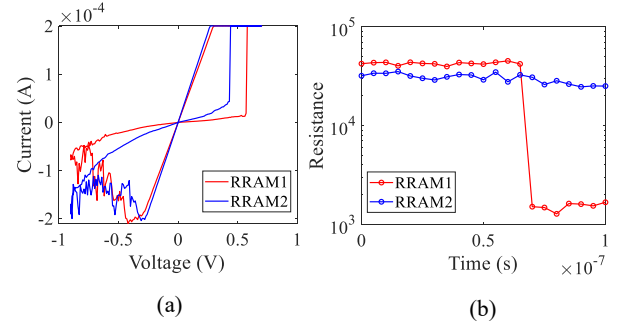 ×10⁻⁴
2
1
0
-1
-2
Current (A)
-1 -0.5 0 0.5 1
Voltage (V)
RRAM1
RRAM2
(a)
10⁵
10⁴
10³
Resistance
0 0.5 1
Time (s) ×10⁻⁷
RRAM1
RRAM2
(b)